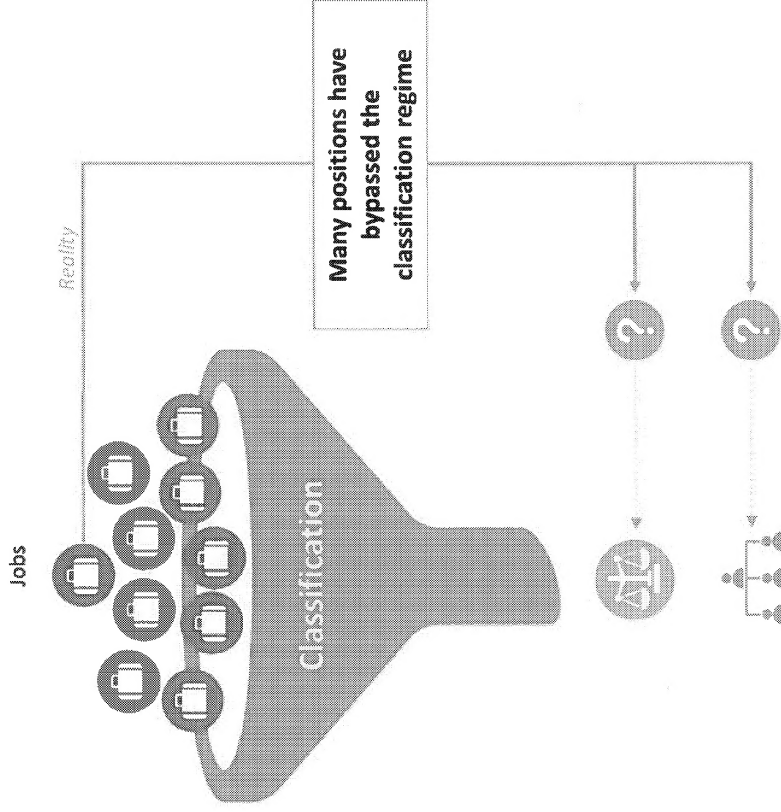 Jobs
Reality
Many positions have
bypassed the
classification regime
Classification
?
?